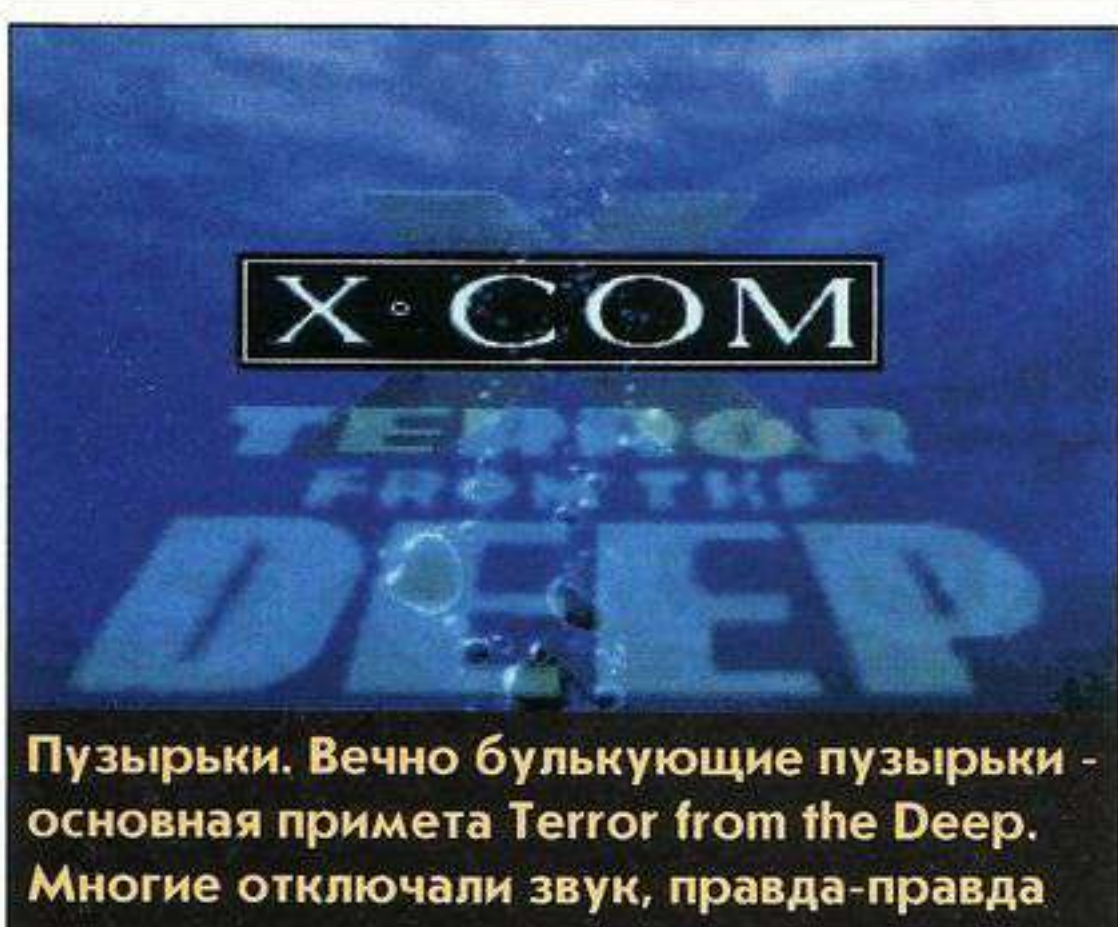 X·COM
TERROR
FROM THE
DEEP
Пузырьки. Вечно булькующие пузырьки -
основная примета Terror from the Deep.
Многие отключали звук, правда-правда